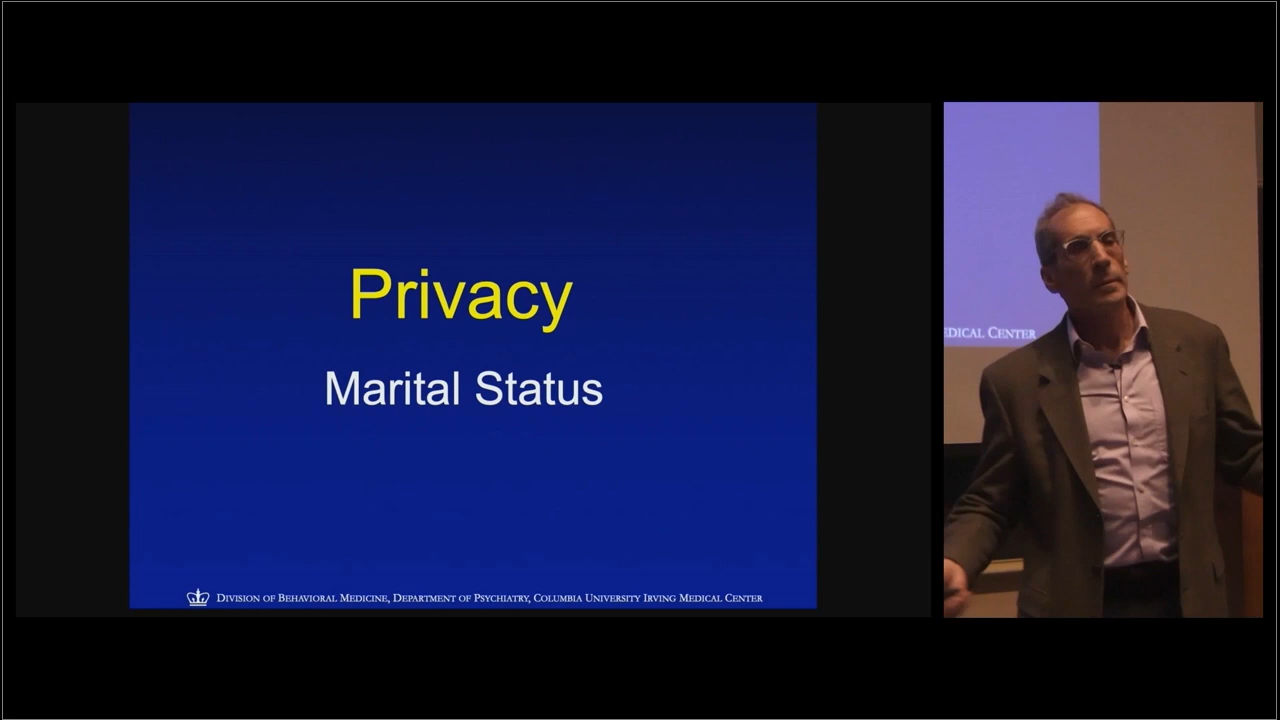 Privacy
Marital Status
DIVISION OF BEHAVIORAL MEDICINE, DEPARTMENT OF PSYCHIATRY, COLUMBIA UNIVERSITY IRVING MEDICAL CENTER
EDICAL CENTER